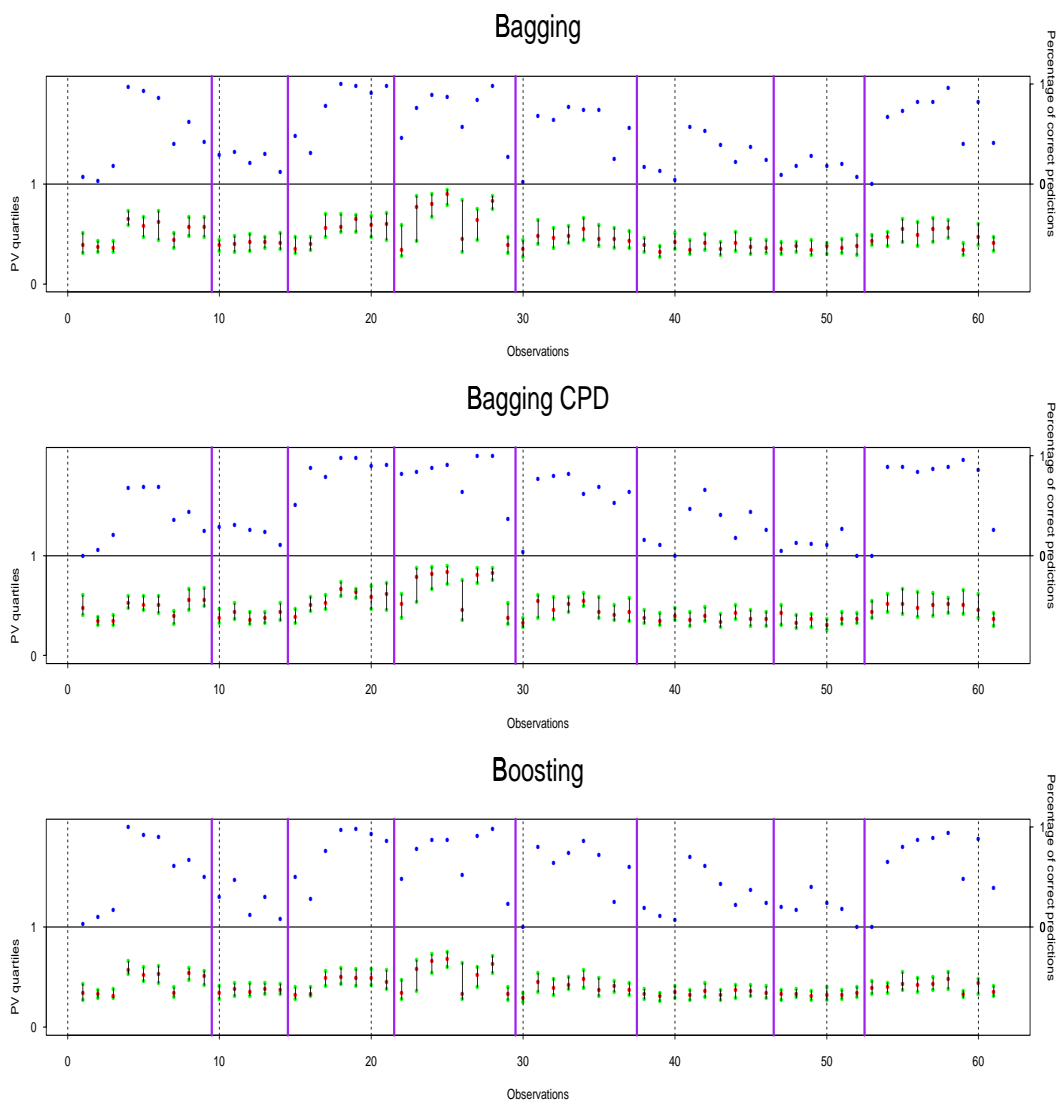 Bagging
Percentage of correct predictions
1
0
PV quartiles
1
0
0 10 20 30 40 50 60
Observations
Bagging CPD
Percentage of correct predictions
1
0
PV quartiles
1
0
0 10 20 30 40 50 60
Observations
Boosting
Percentage of correct predictions
1
0
PV quartiles
1
0
0 10 20 30 40 50 60
Observations